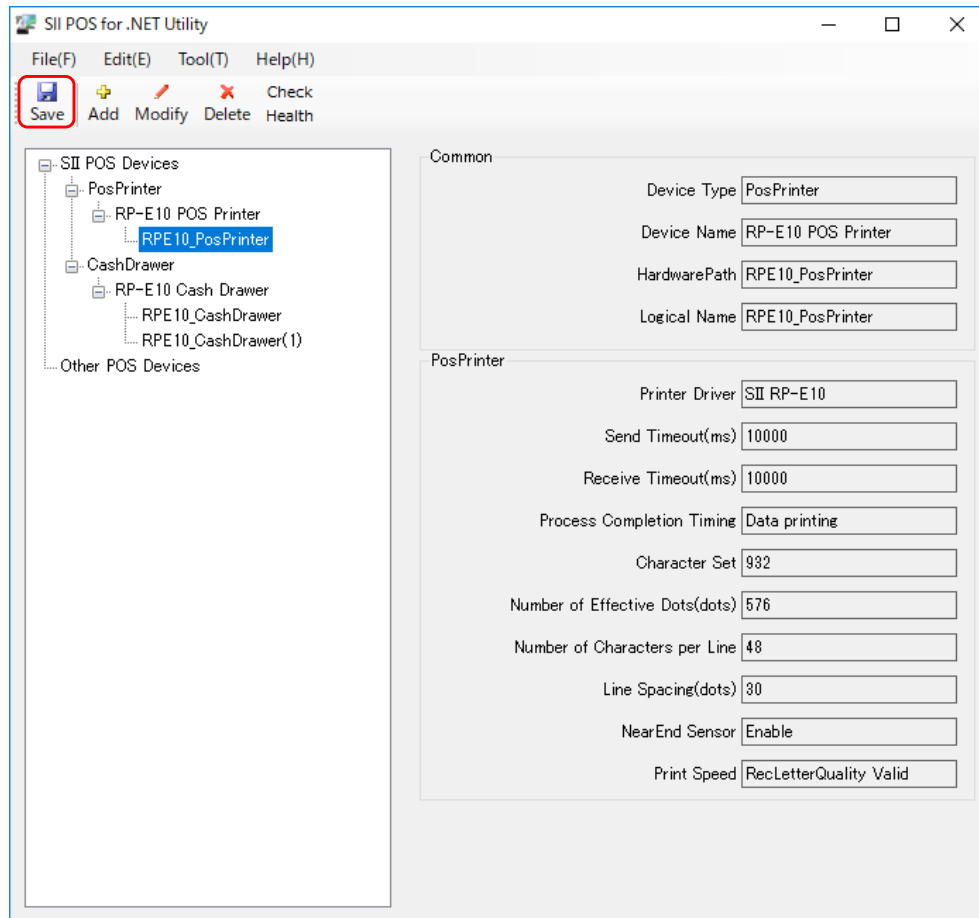 SII POS for .NET Utility
File(F) Edit(E) Tool(T) Help(H)
Save Add Modify Delete Check Health
SII POS Devices
PosPrinter
RP-E10 POS Printer
RPE10_PosPrinter
CashDrawer
RP-E10 Cash Drawer
RPE10_CashDrawer
RPE10_CashDrawer(1)
Other POS Devices
Common
Device Type PosPrinter
Device Name RP-E10 POS Printer
HardwarePath RPE10_PosPrinter
Logical Name RPE10_PosPrinter
PosPrinter
Printer Driver SII RP-E10
Send Timeout(ms) 10000
Receive Timeout(ms) 10000
Process Completion Timing Data printing
Character Set 932
Number of Effective Dots(dots) 576
Number of Characters per Line 48
Line Spacing(dots) 30
NearEnd Sensor Enable
Print Speed RecLetterQuality Valid